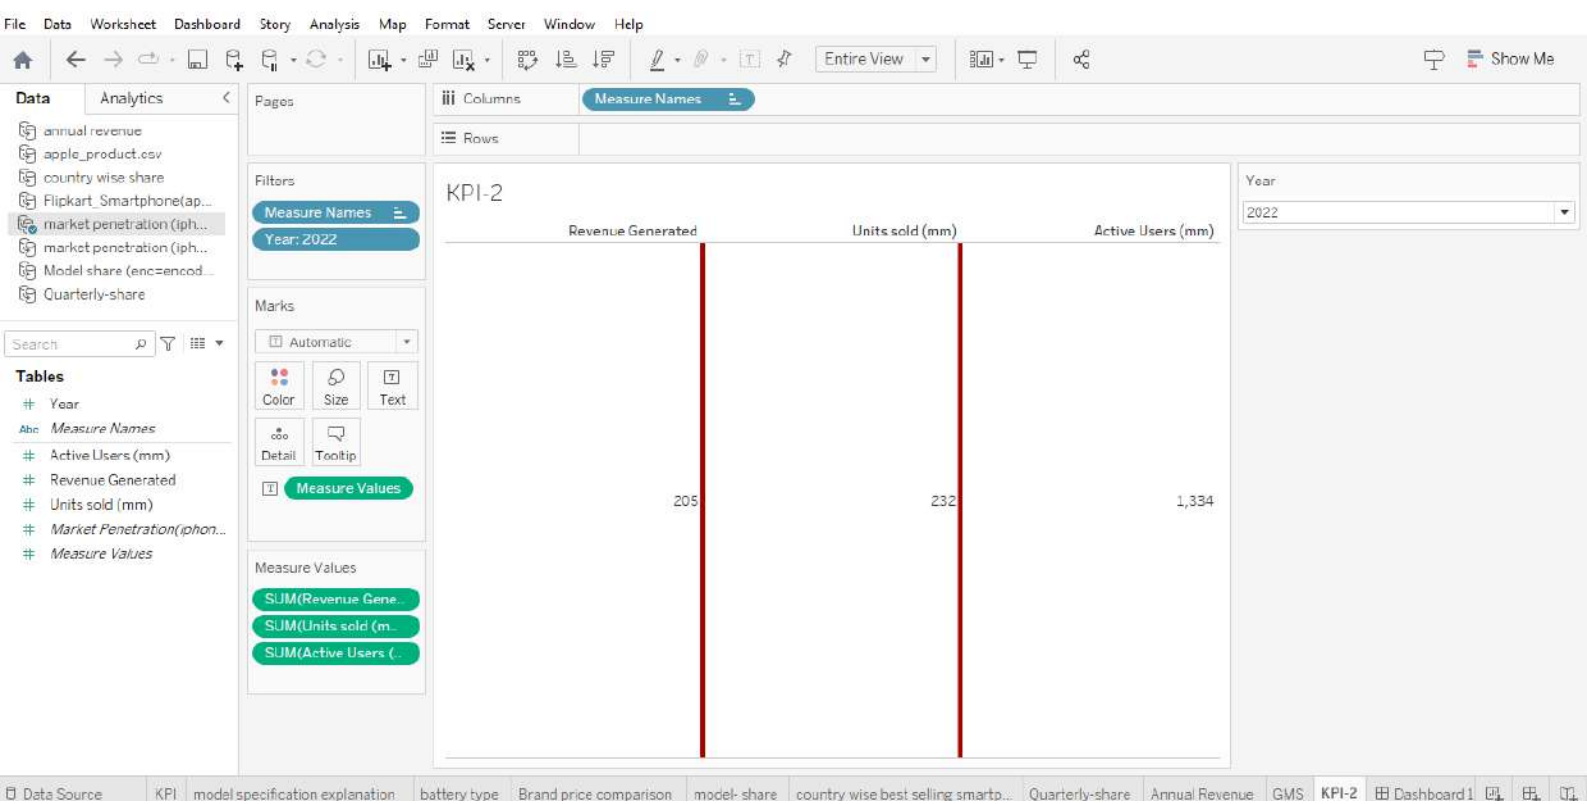 File Data Worksheet Dashboard Story Analysis Map Format Server Window Help
Entire View
Show Me
Data Analytics
annual revenue
apple_product.csv
country wise share
Flipkart_Smartphone(ap...
market penetration (iph...
market penetration (iph...
Model share (enc=encod...
Quarterly-share
Search
Tables
# Year
Abc Measure Names
# Active Users (mm)
# Revenue Generated
# Units sold (mm)
# Market Penetration(iphon...
# Measure Values
Pages
Filters
Measure Names
Year: 2022
Marks
Automatic
Color Size Text
Detail Tooltip
Measure Values
Measure Values
SUM(Revenue Gene..
SUM(Units sold (m..
SUM(Active Users (..
Columns Measure Names
Rows
KPI-2
Revenue Generated Units sold (mm) Active Users (mm)
205 232 1,334
Year
2022
Data Source KPI model specification explanation battery type Brand price comparison model- share country wise best selling smartp... Quarterly-share Annual Revenue GMS KPI-2 Dashboard 1